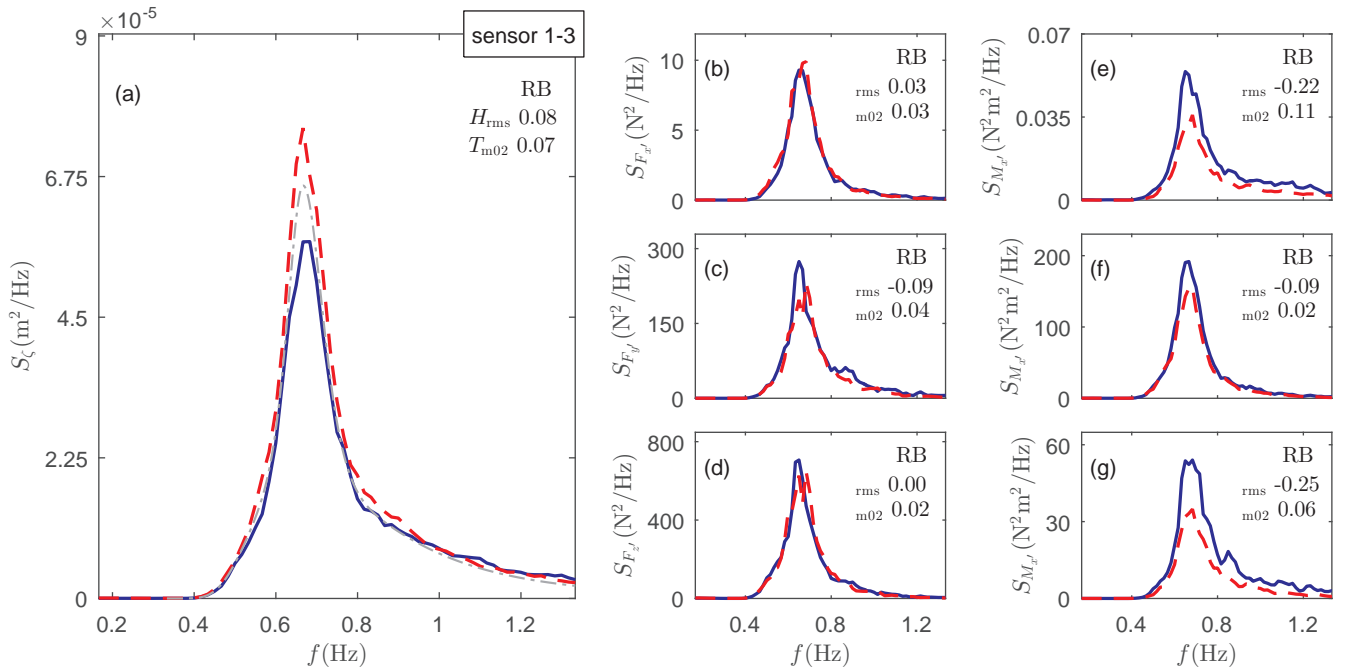 ×10^-5
sensor 1-3
(a)
RB
H_rms 0.08
T_m02 0.07
9
6.75
4.5
2.25
0
S_ζ(m²/Hz)
0.2 0.4 0.6 0.8 1 1.2
f(Hz)
(b)
RB
rms 0.03
m02 0.03
10
5
0
S_Fx′(N²/Hz)
(c)
RB
rms -0.09
m02 0.04
300
150
0
S_Fy′(N²/Hz)
(d)
RB
rms 0.00
m02 0.02
800
400
0
S_Fz′(N²/Hz)
0.4 0.8 1.2
f(Hz)
(e)
RB
rms -0.22
m02 0.11
0.07
0.035
0
S_Mx′(N²m²/Hz)
(f)
RB
rms -0.09
m02 0.02
200
100
0
S_Mx′(N²m²/Hz)
(g)
RB
rms -0.25
m02 0.06
60
30
0
S_Mx′(N²m²/Hz)
0.4 0.8 1.2
f(Hz)